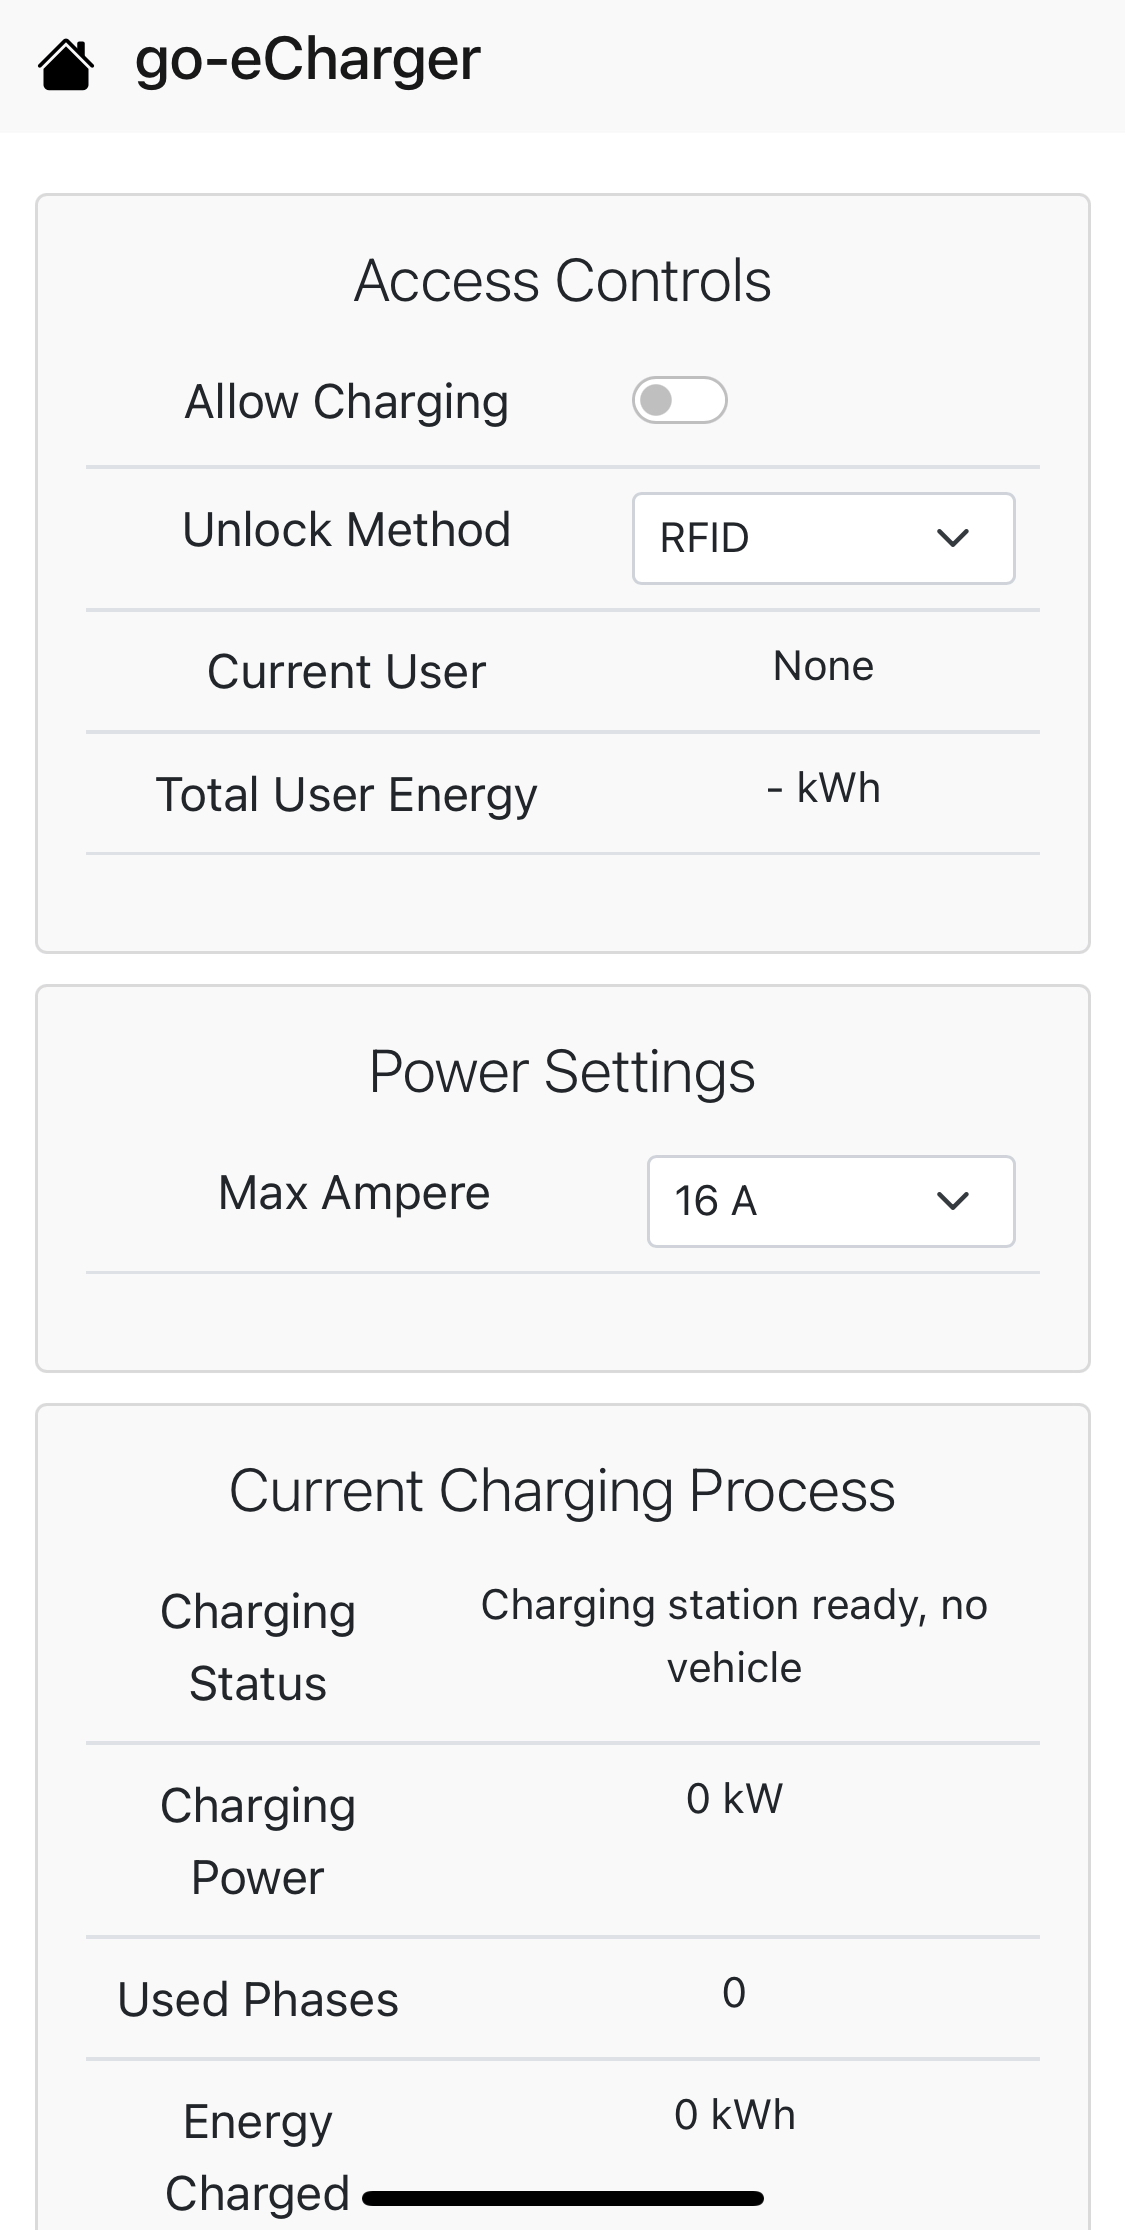 go-eCharger
Access Controls
Allow Charging
Unlock Method RFID
Current User None
Total User Energy - kWh
Power Settings
Max Ampere 16 A
Current Charging Process
Charging Status
Charging station ready, no vehicle
Charging Power
0 kW
Used Phases 0
Energy Charged
0 kWh